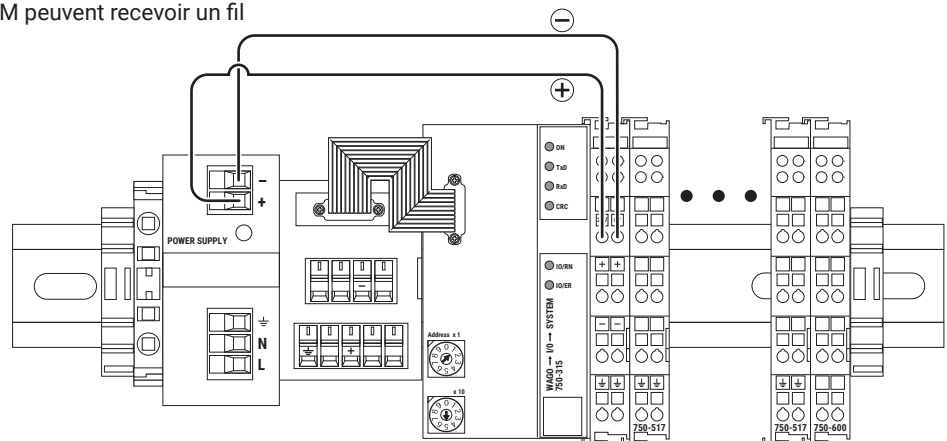 M peuvent recevoir un fil
−
+
ON
TxD
RxD
CRC
−
+
POWER SUPPLY
IO/RN
IO/ER
+ +
−
− −
Address x 1
+
N
L
WAGO → I/O → SYSTEM
750-315
x 10
750-517
750-517
750-600